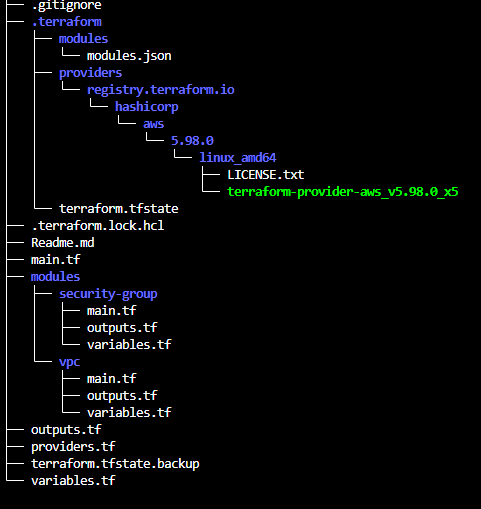 .gitignore
.terraform
modules
modules.json
providers
registry.terraform.io
hashicorp
aws
5.98.0
linux_amd64
LICENSE.txt
terraform-provider-aws_v5.98.0_x5
terraform.tfstate
.terraform.lock.hcl
Readme.md
main.tf
modules
security-group
main.tf
outputs.tf
variables.tf
vpc
main.tf
outputs.tf
variables.tf
outputs.tf
providers.tf
terraform.tfstate.backup
variables.tf